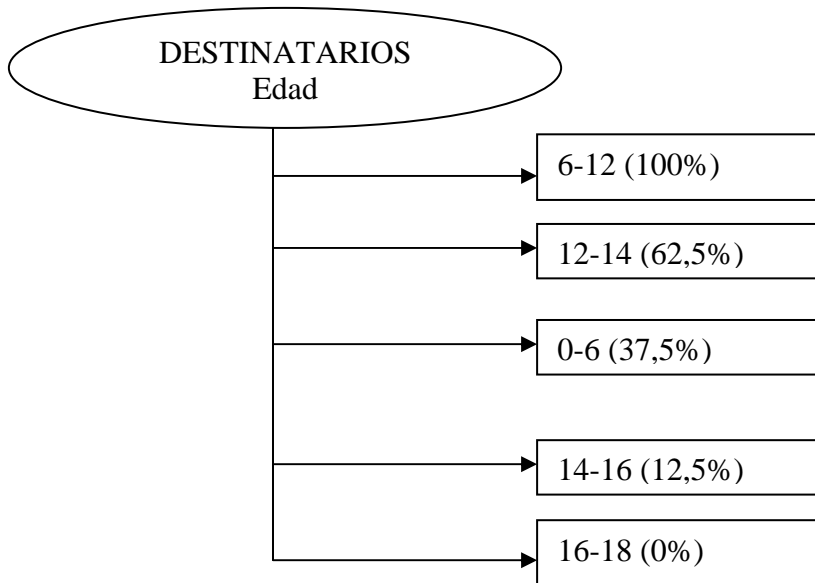 DESTINATARIOS
Edad
6-12 (100%)
12-14 (62,5%)
0-6 (37,5%)
14-16 (12,5%)
16-18 (0%)